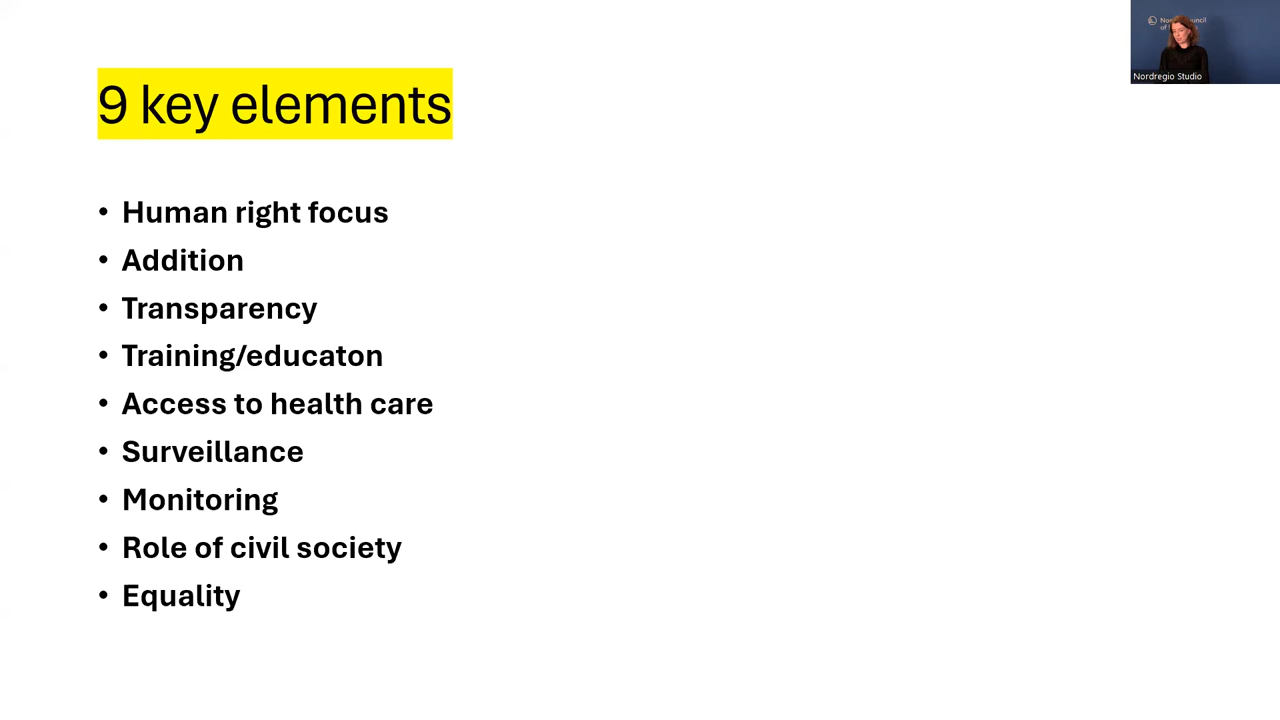 9 key elements
• Human right focus
• Addition
• Transparency
• Training/educaton
• Access to health care
• Surveillance
• Monitoring
• Role of civil society
• Equality
Nordregio Studio